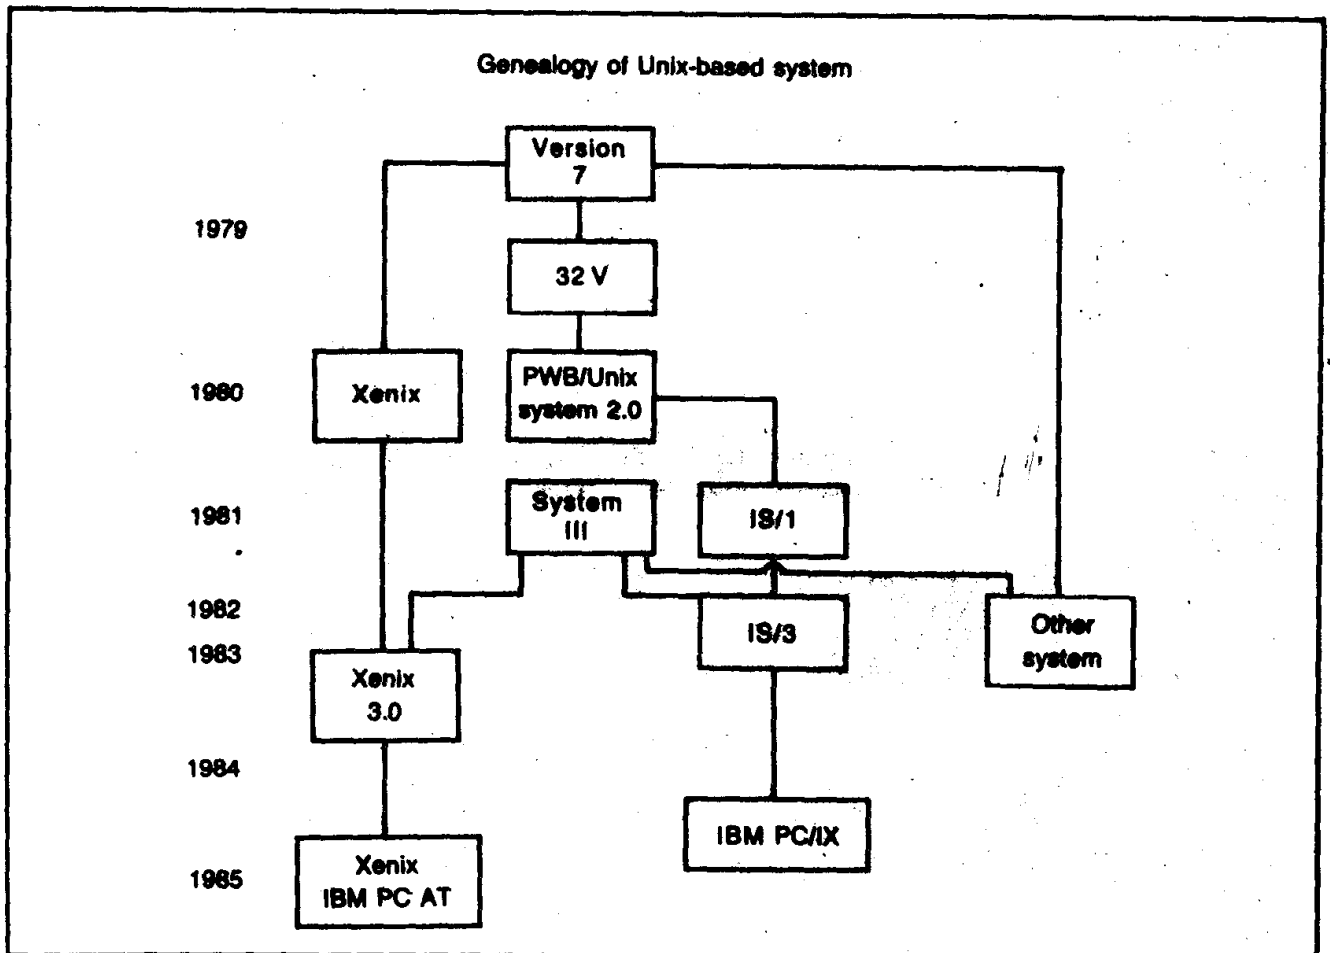 Genealogy of Unix-based system
Version
7
1979
32 V
1980
Xenix
PWB/Unix
system 2.0
1981
System
III
IS/1
1982
1983
IS/3
Other
system
Xenix
3.0
1984
IBM PC/IX
1985
Xenix
IBM PC AT